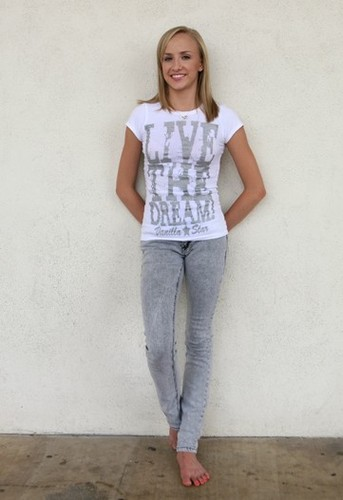 LIVE
THE
DREAM!
Vanilla ★ Star